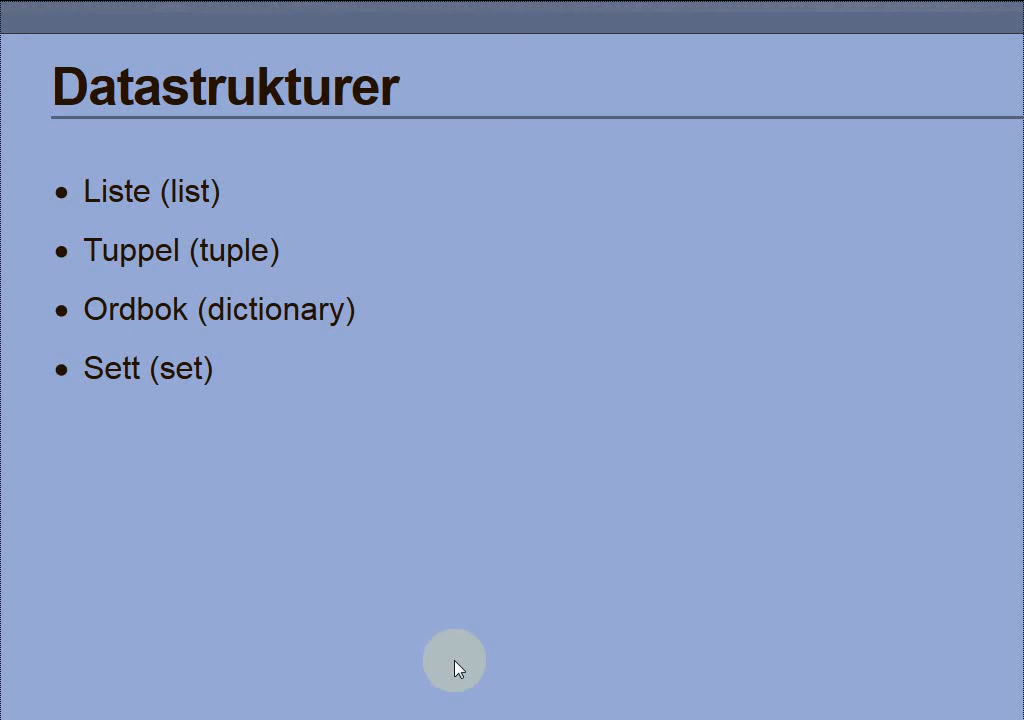 Datastrukturer
Liste (list)
Tuppel (tuple)
Ordbok (dictionary)
Sett (set)